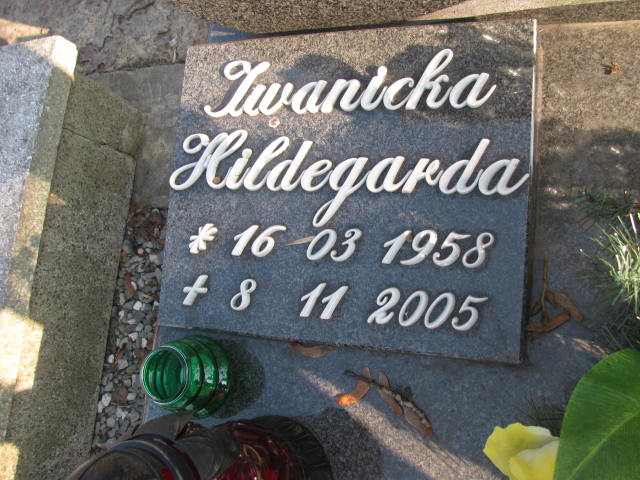 Iwanicka
Hildegarda
* 16 03 1958
+ 8 11 2005